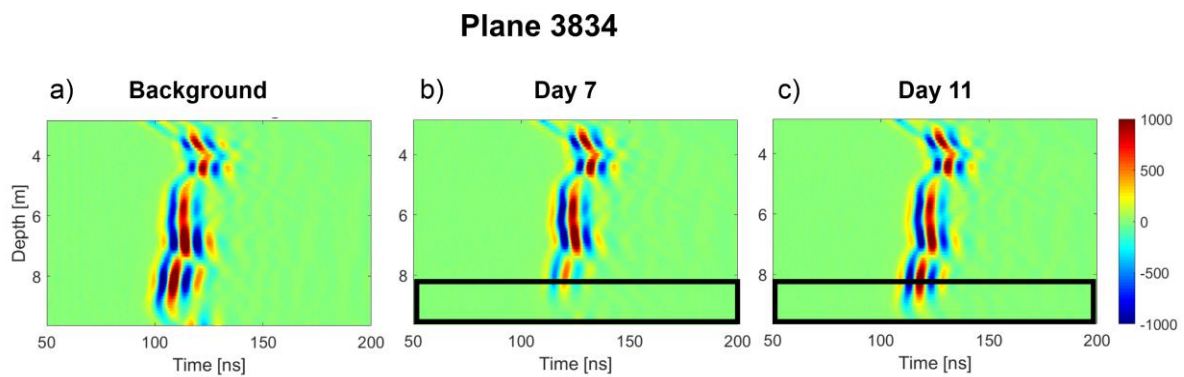 Plane 3834
a) Background
b) Day 7
c) Day 11
Depth [m]
4
6
8
50 100 150 200
Time [ns]
4
6
8
50 100 150 200
Time [ns]
4
6
8
50 100 150 200
Time [ns]
1000
500
0
-500
-1000